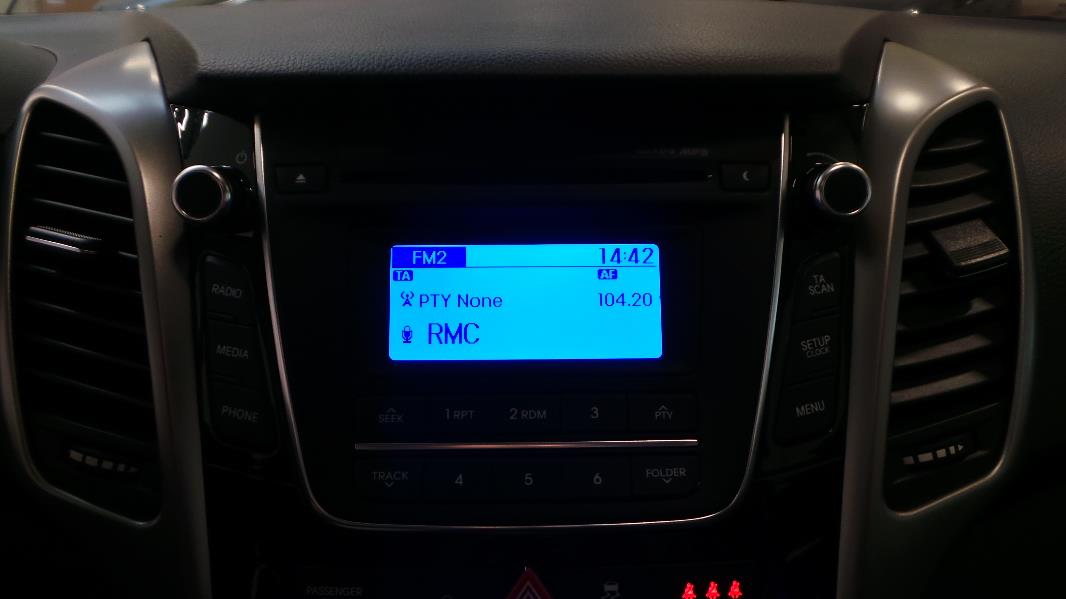 FM2 14:42
TA AF
PTY None 104.20
RMC
RADIO
MEDIA
PHONE
TA
SCAN
SETUP
CLOCK
MENU
SEEK 1 RPT 2 RDM 3 PTY
TRACK 4 5 6 FOLDER
PASSENGER